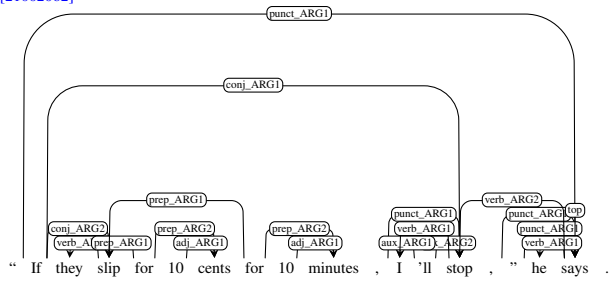 punct_ARG1
conj_ARG1
prep_ARG1
verb_ARG2
punct_ARG1
punct_ARG1
top
conj_ARG2
prep_ARG2
prep_ARG2
verb_ARG1
punct_ARG1
prep_ARG1
adj_ARG1
adj_ARG1
aux_ARG1
verb_ARG1
“ If they slip for 10 cents for 10 minutes , I ’ll stop , ” he says .